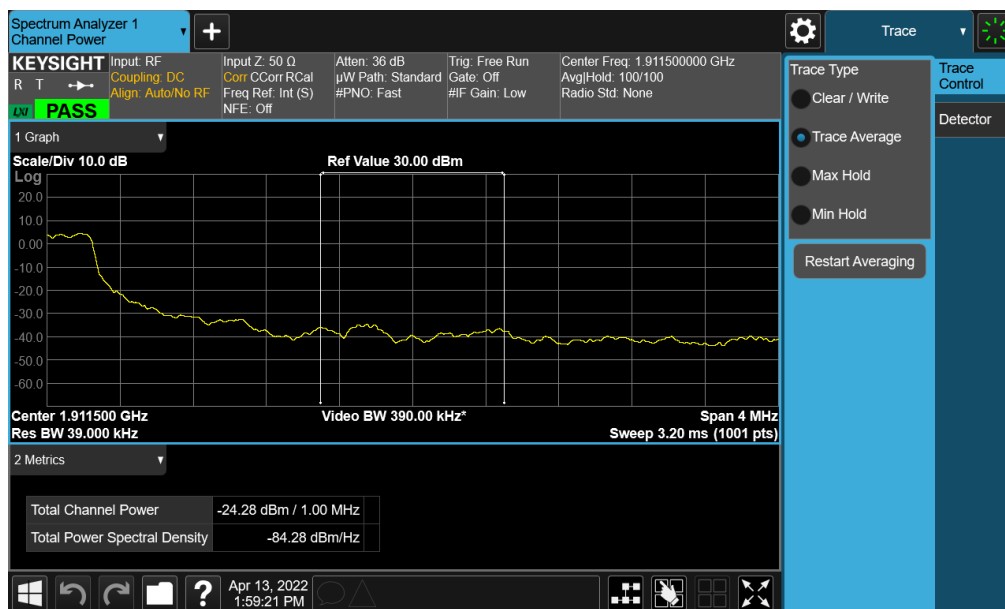 Spectrum Analyzer 1
Channel Power
+
Trace
KEYSIGHT
R T
LXI PASS
Input: RF
Coupling: DC
Align: Auto/No RF
Input Z: 50 Ω
Corr CCorr RCal
Freq Ref: Int (S)
NFE: Off
Atten: 36 dB
µW Path: Standard
#PNO: Fast
Trig: Free Run
Gate: Off
#IF Gain: Low
Center Freq: 1.911500000 GHz
Avg|Hold: 100/100
Radio Std: None
Trace Type
Clear / Write
Trace Average
Max Hold
Min Hold
Restart Averaging
Trace
Control
Detector
1 Graph
Scale/Div 10.0 dB
Ref Value 30.00 dBm
Log
20.0
10.0
0.00
-10.0
-20.0
-30.0
-40.0
-50.0
-60.0
Center 1.911500 GHz
Video BW 390.00 kHz*
Span 4 MHz
Res BW 39.000 kHz
Sweep 3.20 ms (1001 pts)
2 Metrics
Total Channel Power
-24.28 dBm / 1.00 MHz
Total Power Spectral Density
-84.28 dBm/Hz
?
Apr 13, 2022
1:59:21 PM